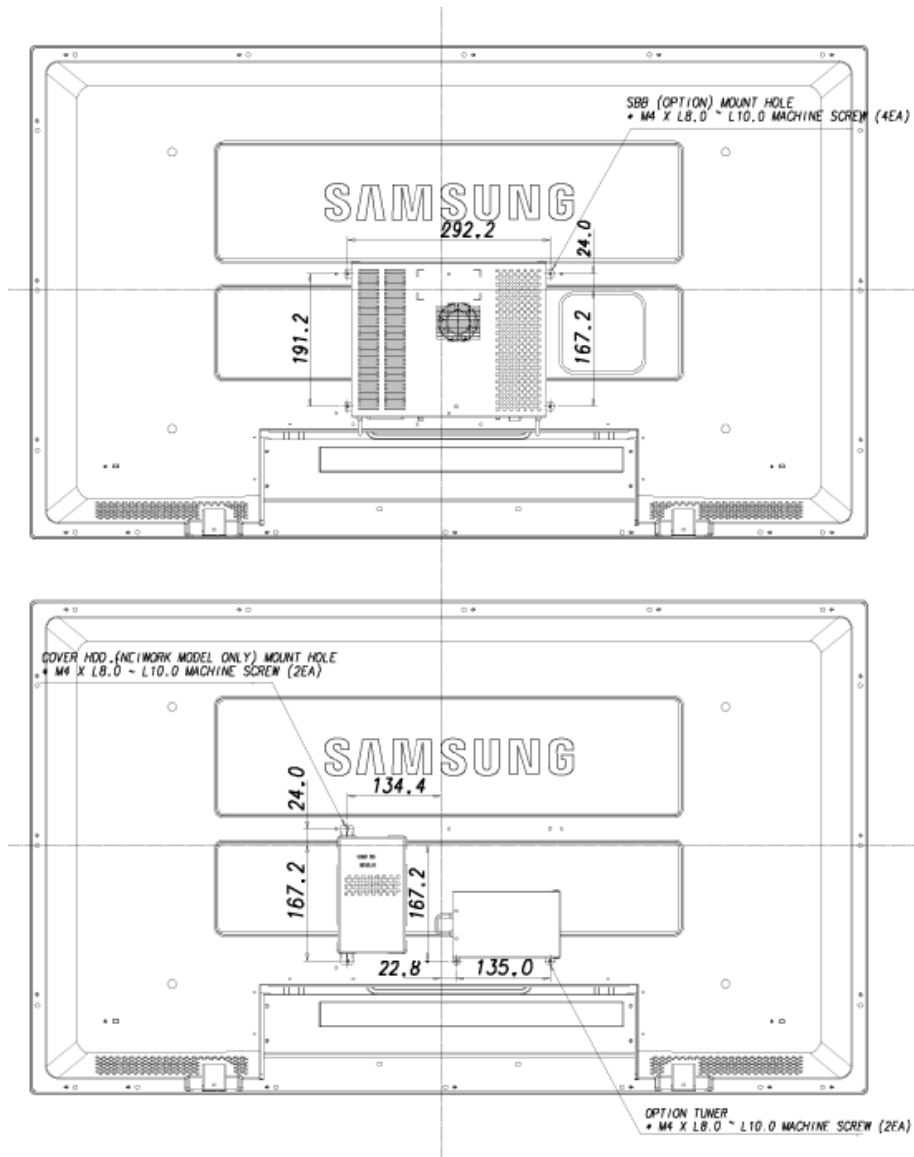 SBB (OPTION) MOUNT HOLE
* M4 X L8.0 ~ L10.0 MACHINE SCREW (4EA)
SAMSUNG
292.2
24.0
191.2
167.2
COVER HDD (NEIWORK MODEL ONLY) MOUNT HOLE
* M4 X L8.0 ~ L10.0 MACHINE SCREW (2EA)
SAMSUNG
134.4
24.0
167.2
167.2
22.8
135.0
OPTION TUNER
* M4 X L8.0 ~ L10.0 MACHINE SCREW (2EA)